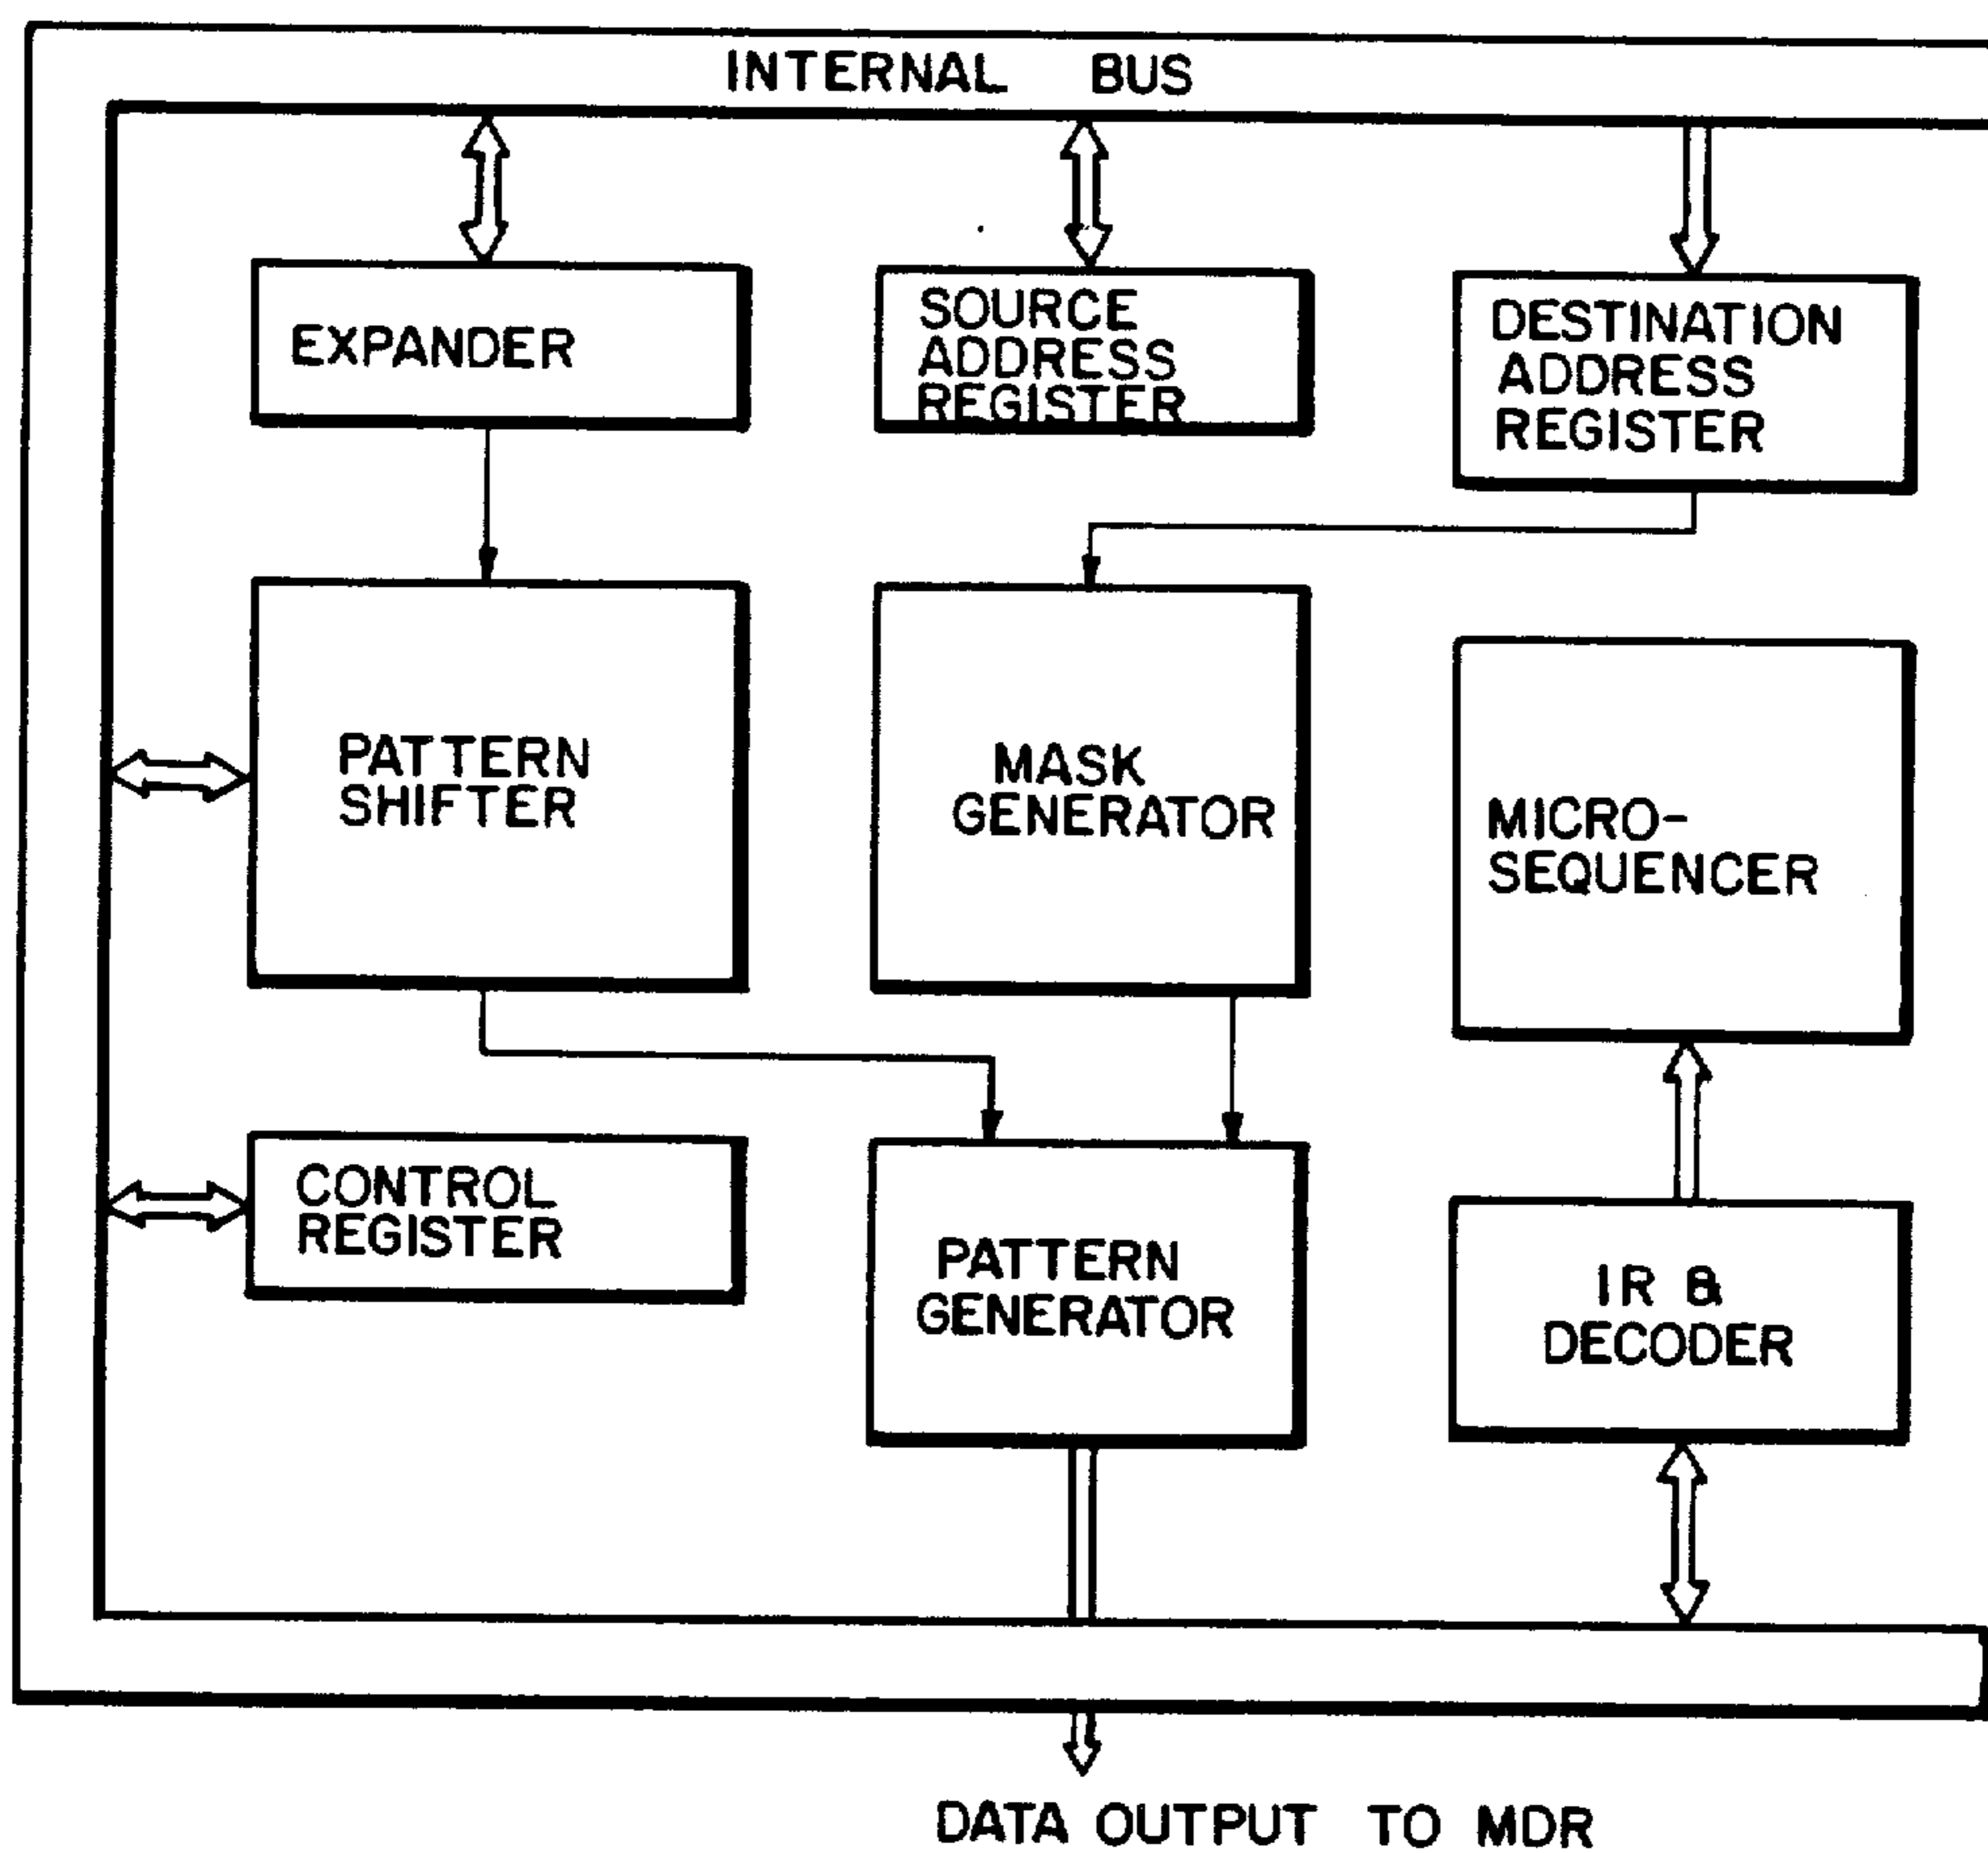 INTERNAL BUS
EXPANDER
SOURCE
ADDRESS
REGISTER
DESTINATION
ADDRESS
REGISTER
PATTERN
SHIFTER
MASK
GENERATOR
MICRO-
SEQUENCER
CONTROL
REGISTER
PATTERN
GENERATOR
IR &
DECODER
DATA OUTPUT TO MDR